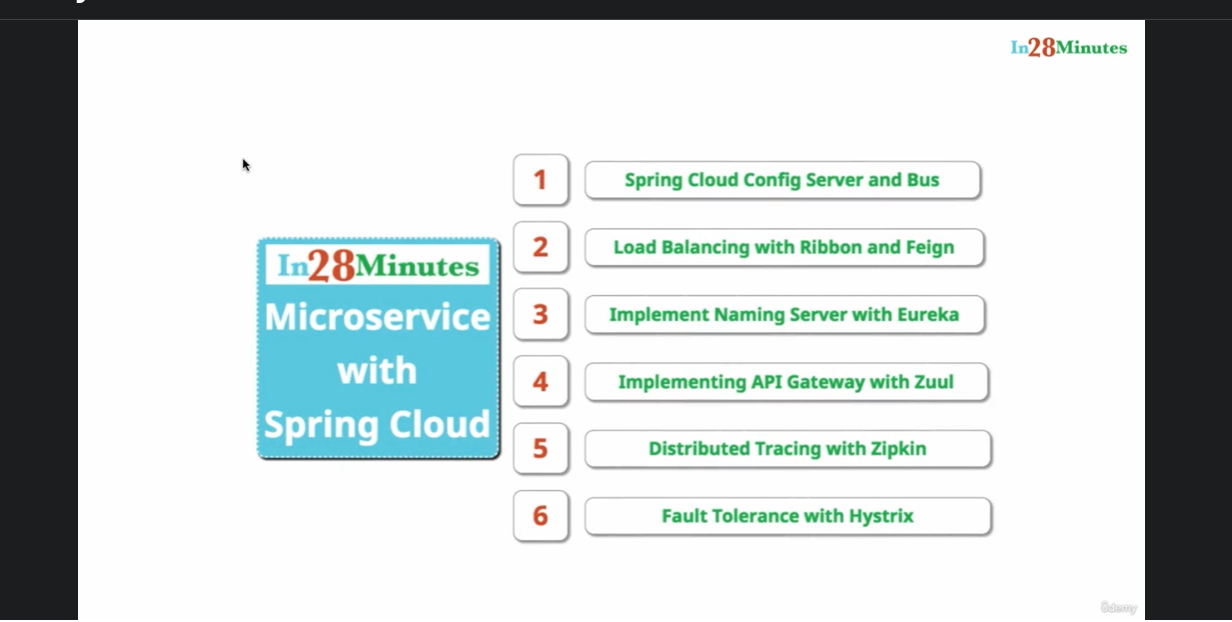 In28Minutes
1
Spring Cloud Config Server and Bus
2
Load Balancing with Ribbon and Feign
In28Minutes
Microservice
with
Spring Cloud
3
Implement Naming Server with Eureka
4
Implementing API Gateway with Zuul
5
Distributed Tracing with Zipkin
6
Fault Tolerance with Hystrix
Udemy